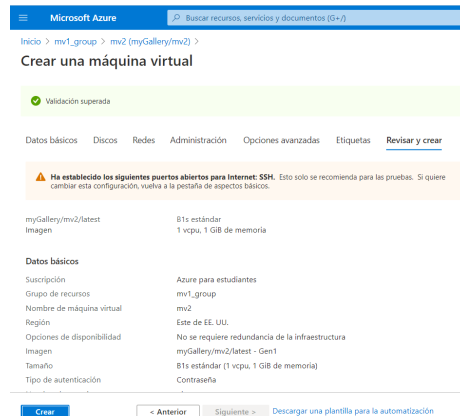 Microsoft Azure
Buscar recursos, servicios y documentos (G+/)
Inicio > mv1_group > mv2 (myGallery/mv2) >
Crear una máquina virtual
Validación superada
Datos básicos Discos Redes Administración Opciones avanzadas Etiquetas Revisar y crear
Ha establecido los siguientes puertos abiertos para Internet: SSH. Esto solo se recomienda para las pruebas. Si quiere
cambiar esta configuración, vuelva a la pestaña de aspectos básicos.
myGallery/mv2/latest B1s estándar
Imagen 1 vcpu, 1 GiB de memoria
Datos básicos
Suscripción Azure para estudiantes
Grupo de recursos mv1_group
Nombre de máquina virtual mv2
Región Este de EE. UU.
Opciones de disponibilidad No se requiere redundancia de la infraestructura
Imagen myGallery/mv2/latest - Gen1
Tamaño B1s estándar (1 vcpu, 1 GiB de memoria)
Tipo de autenticación Contraseña
Crear < Anterior Siguiente > Descargar una plantilla para la automatización